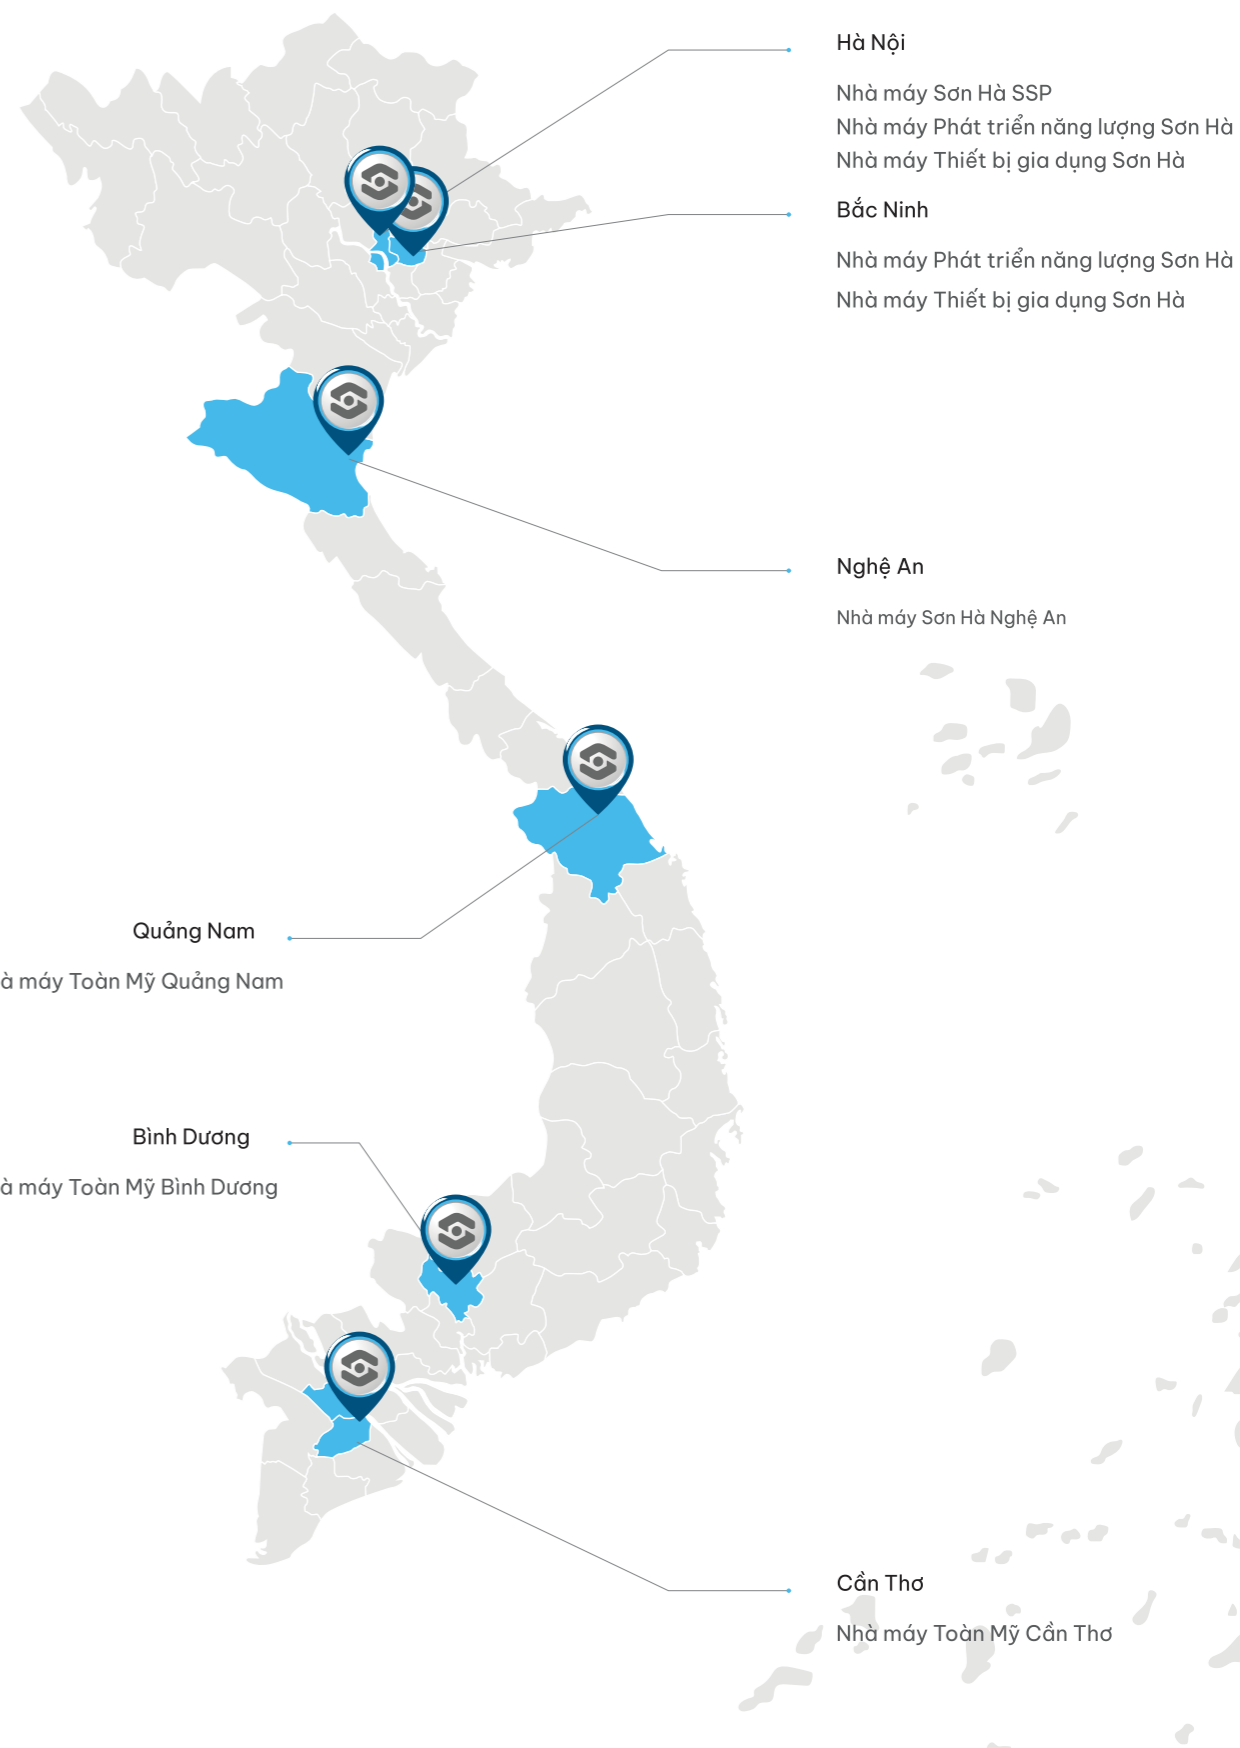 Hà Nội
Nhà máy Sơn Hà SSP
Nhà máy Phát triển năng lượng Sơn Hà
Nhà máy Thiết bị gia dụng Sơn Hà
Bắc Ninh
Nhà máy Phát triển năng lượng Sơn Hà
Nhà máy Thiết bị gia dụng Sơn Hà
Nghệ An
Nhà máy Sơn Hà Nghệ An
Quảng Nam
à máy Toàn Mỹ Quảng Nam
Bình Dương
à máy Toàn Mỹ Bình Dương
Cần Thơ
Nhà máy Toàn Mỹ Cần Thơ